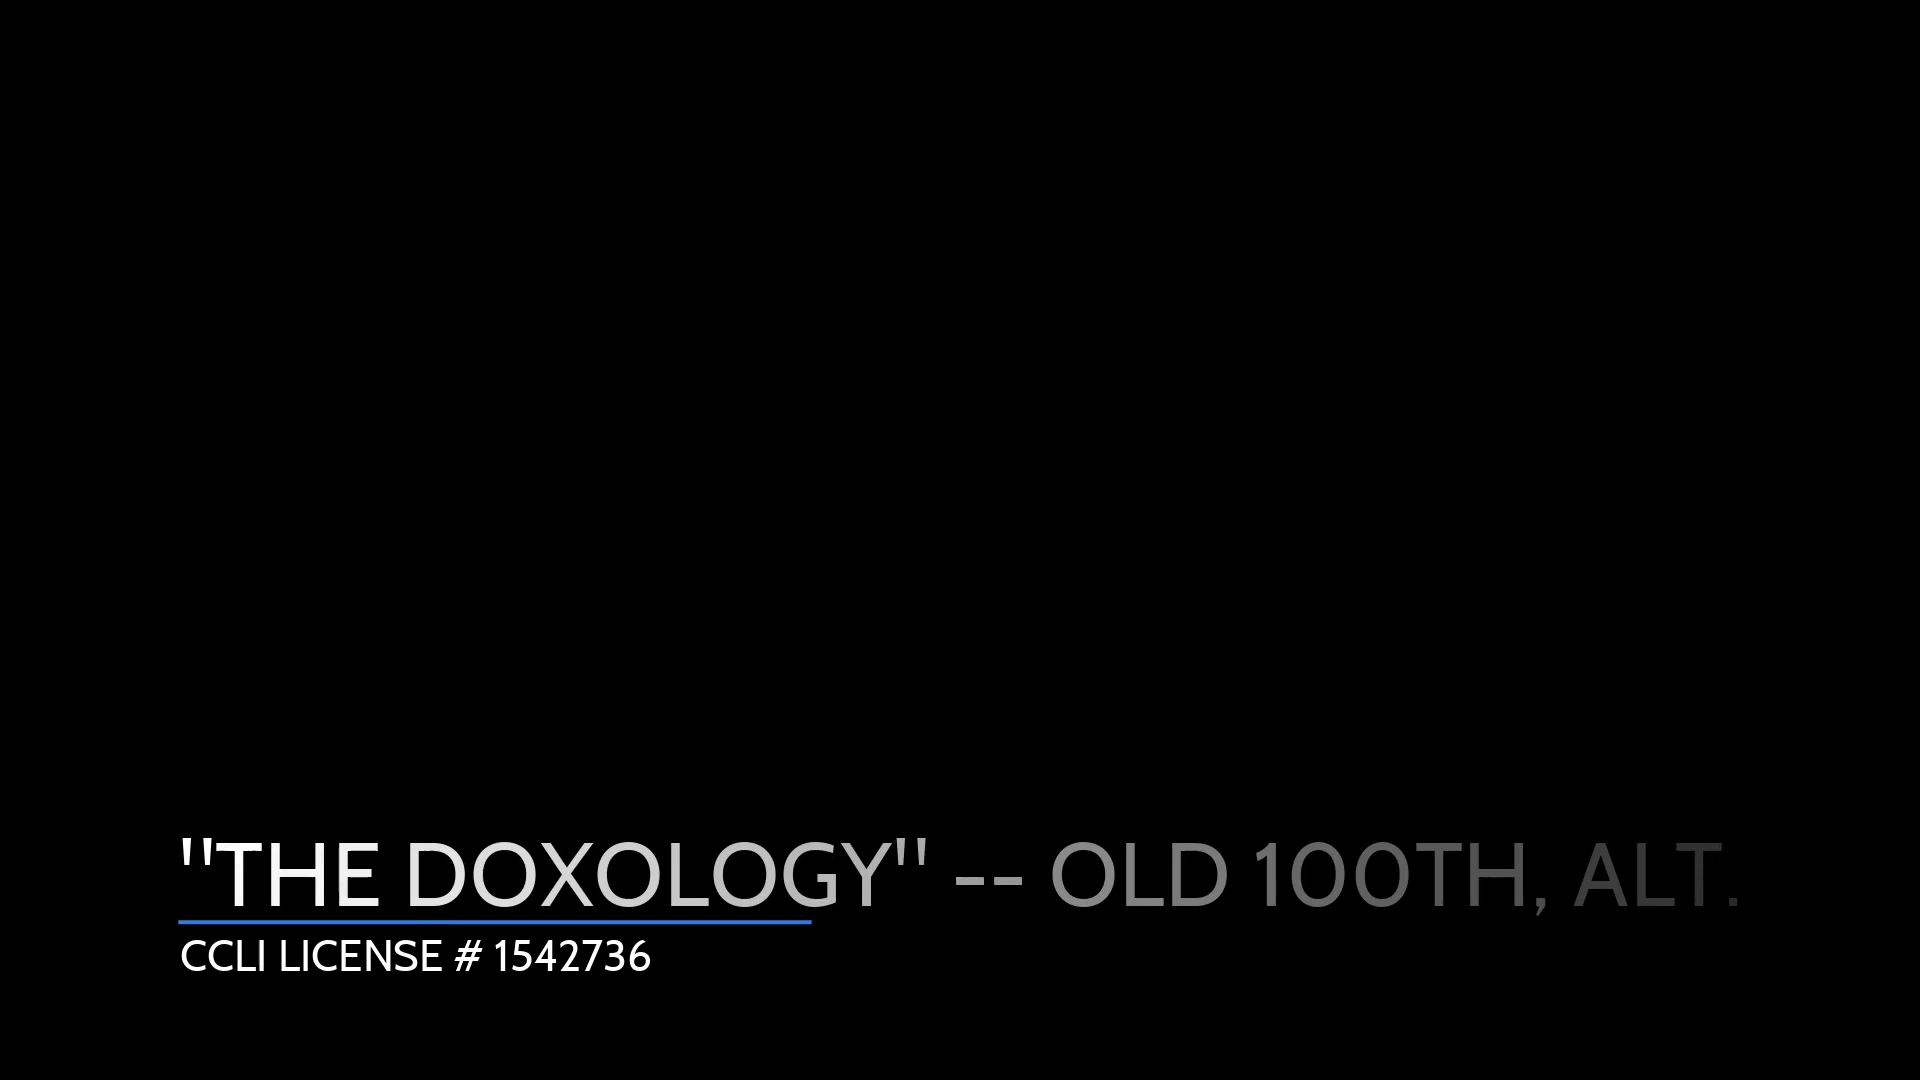 "THE DOXOLOGY" -- OLD 100TH, ALT.
CCLI LICENSE # 1542736